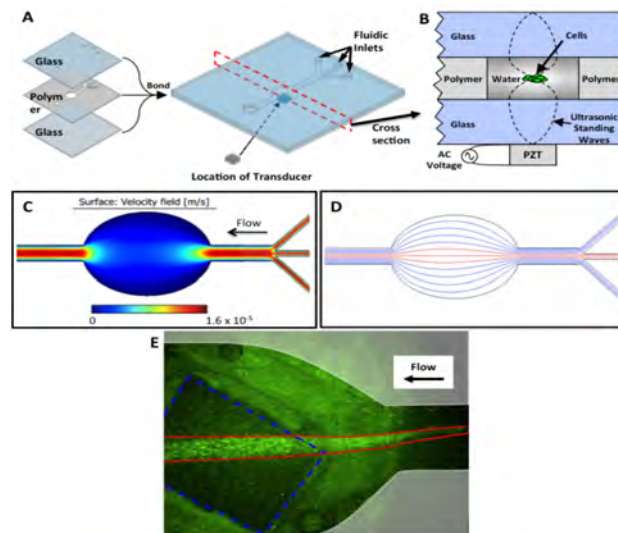 A
Glass
Polym
er
Glass
Bond
Fluidic
Inlets
Cross
section
Location of Transducer
B
Cells
Polymer
Water
Polymer
Glass
Ultrasonic
Standing
Waves
AC
Voltage
PZT
C
Surface: Velocity field [m/s]
Flow
0
1.6 x 10⁻⁵
D
E
Flow